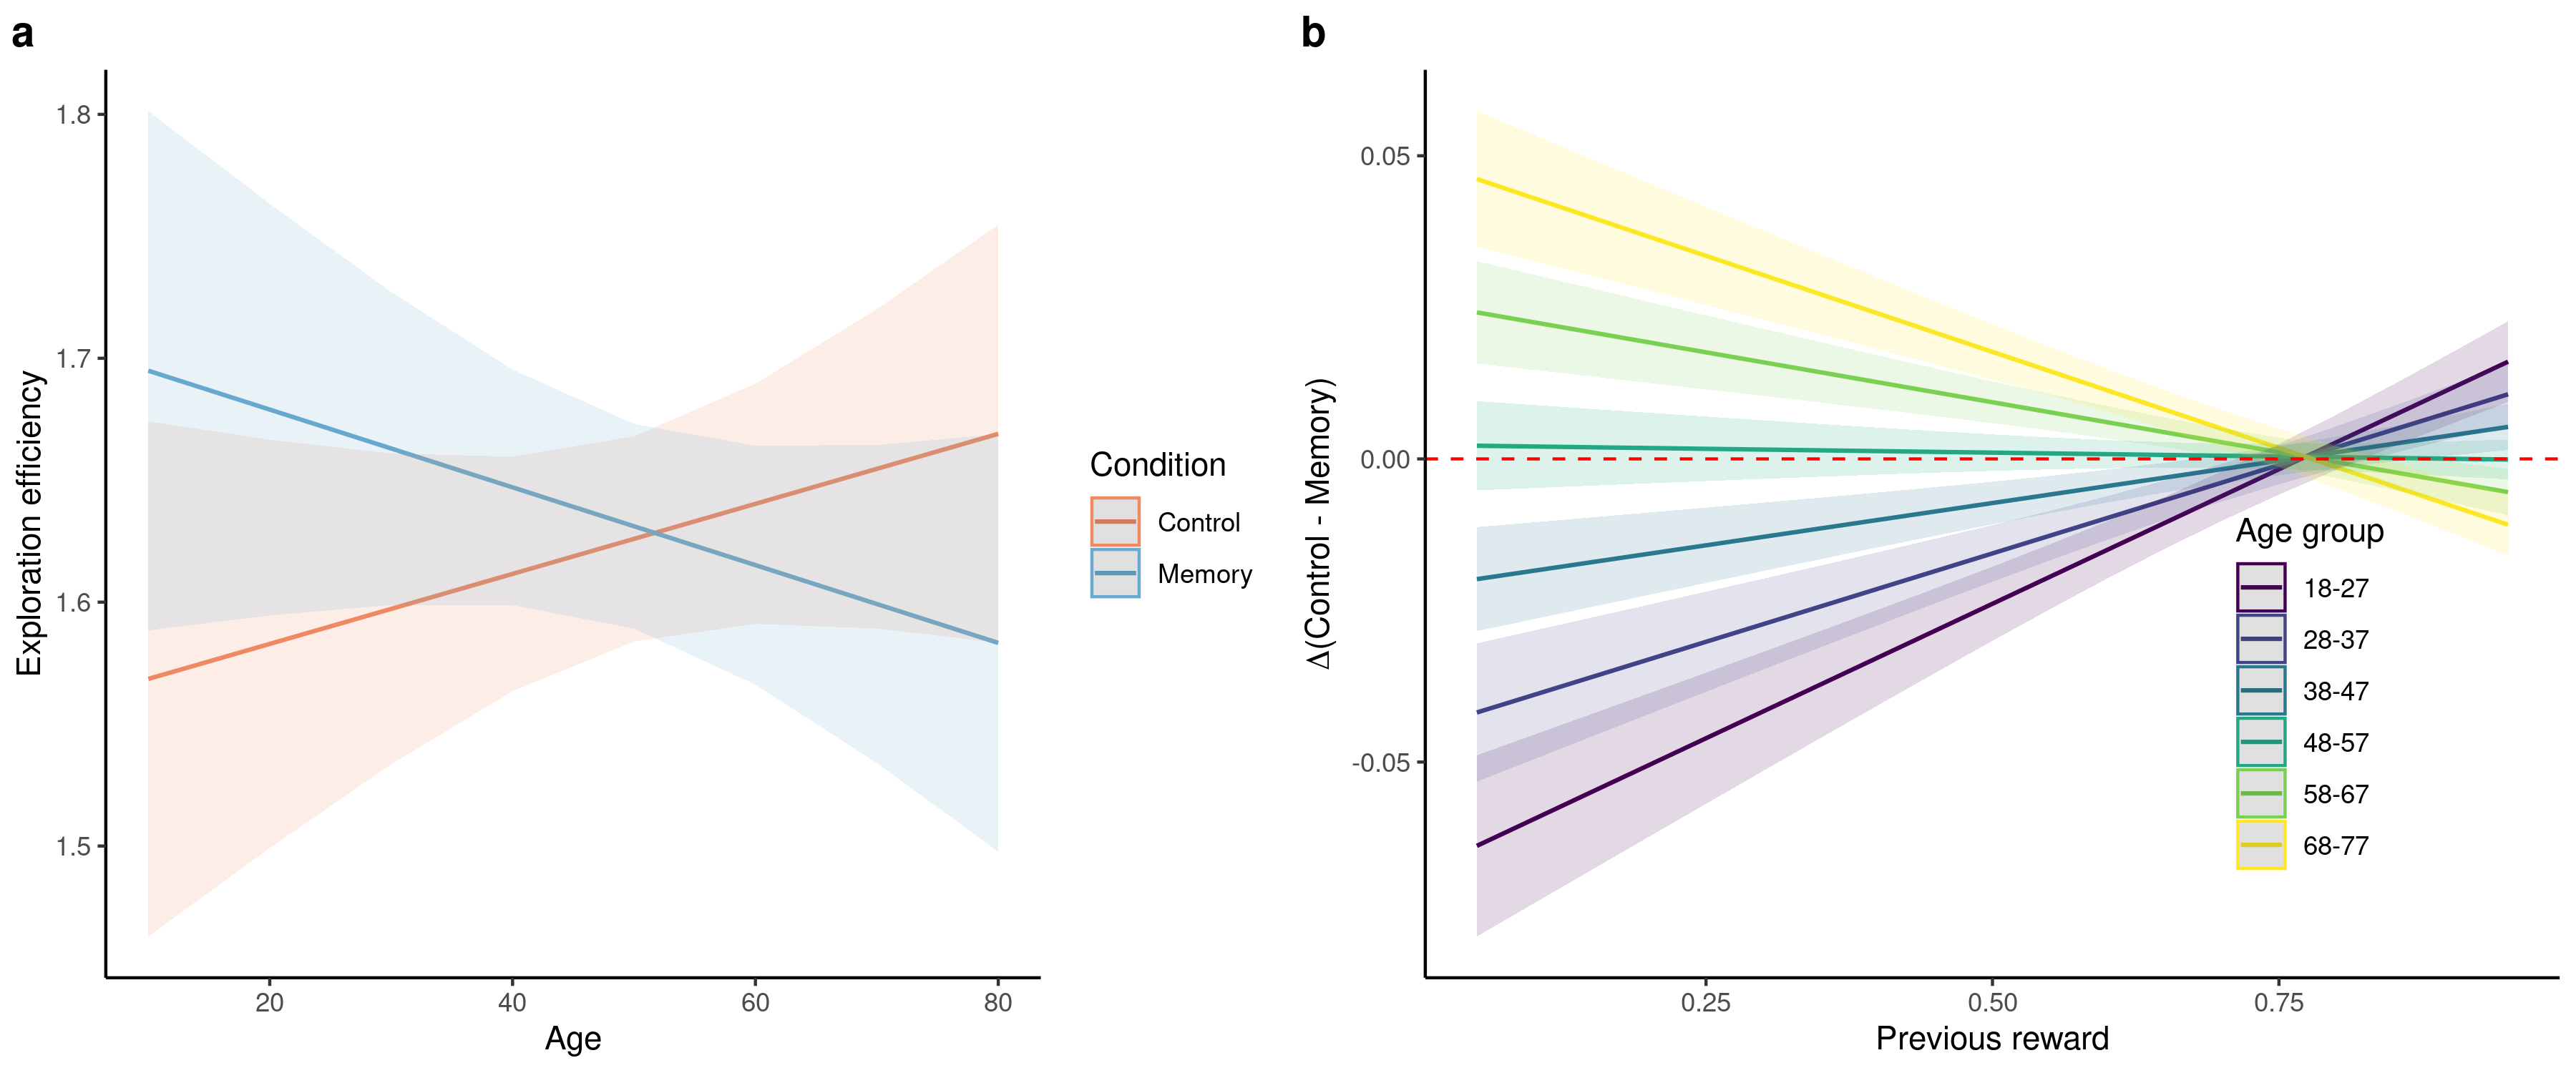 a
1.8
1.7
1.6
1.5
Exploration efficiency
20 40 60 80
Age
Condition
Control
Memory
b
0.05
0.00
-0.05
Δ(Control - Memory)
0.25 0.50 0.75
Previous reward
Age group
18-27
28-37
38-47
48-57
58-67
68-77